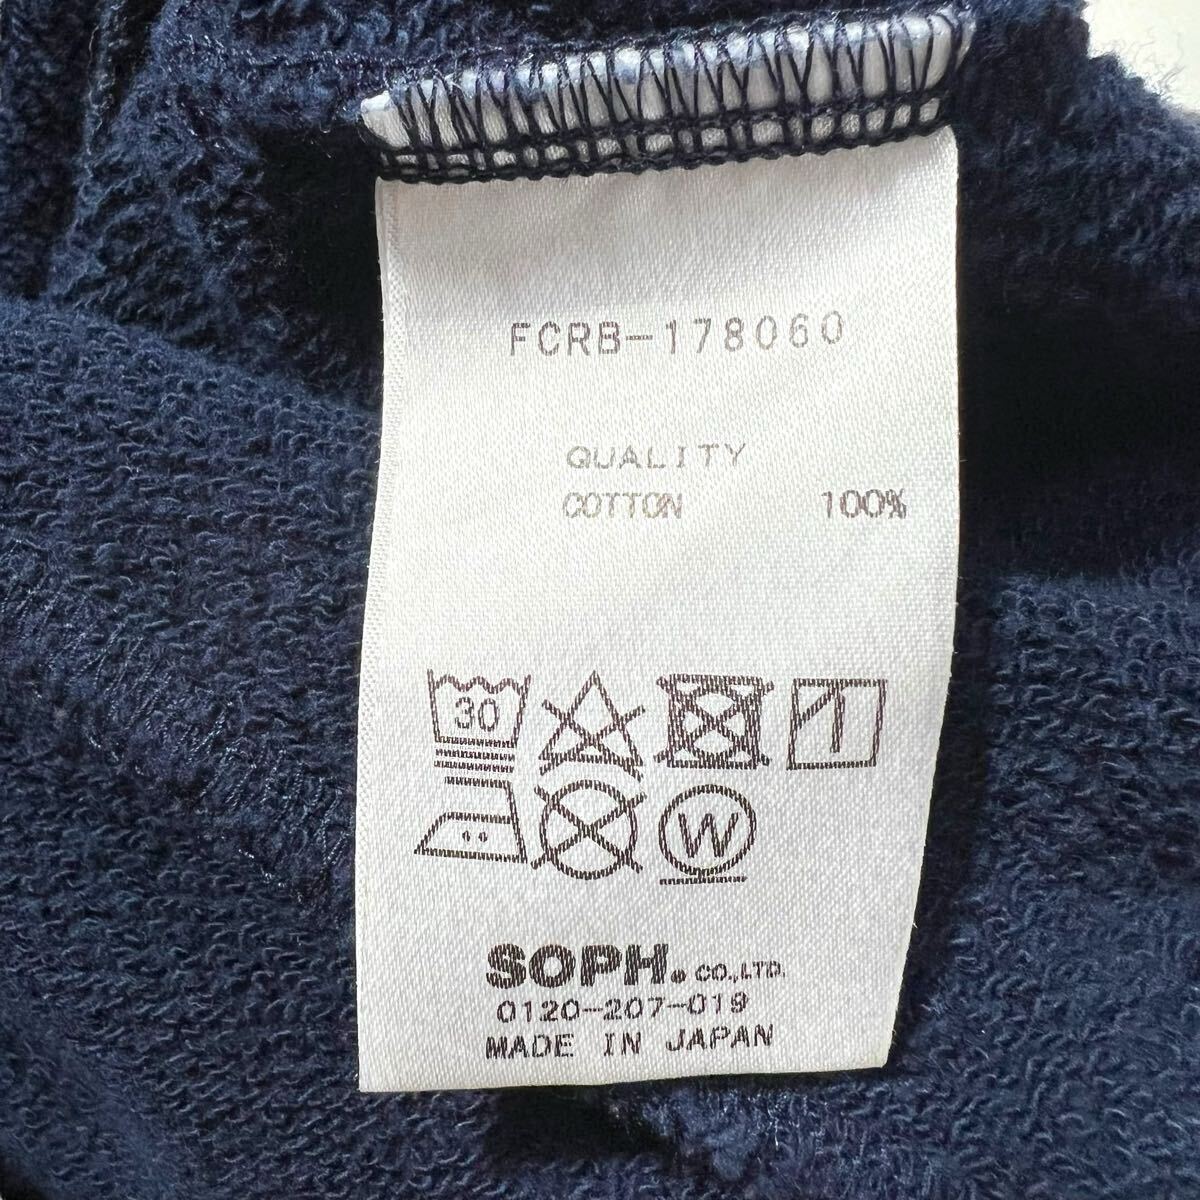 FCRB-178060
QUALITY
COTTON 100%
30
W
SOPH. CO.,LTD.
0120-207-019
MADE IN JAPAN